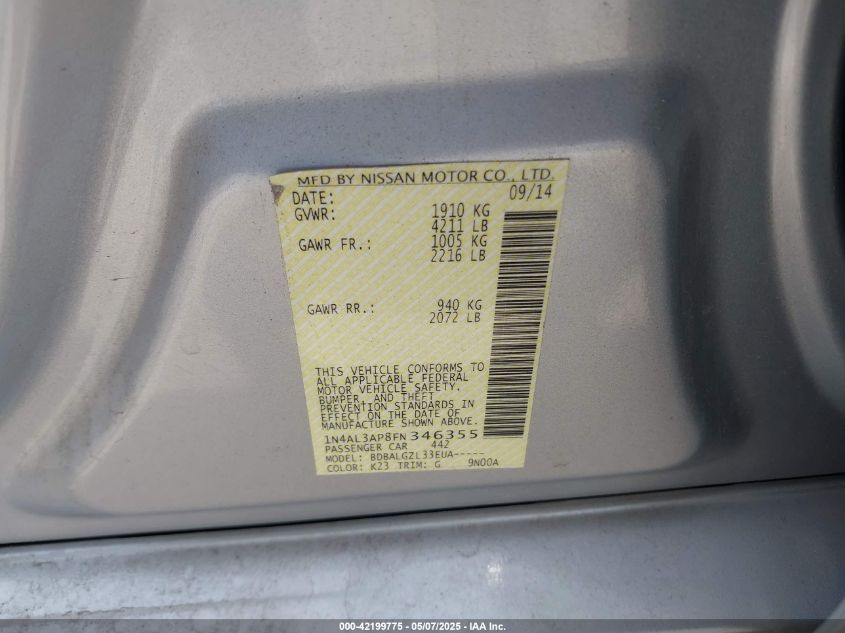 MFD BY NISSAN MOTOR CO., LTD.
DATE: 09/14
GVWR: 1910 KG
4211 LB
GAWR FR.: 1005 KG
2216 LB
GAWR RR.: 940 KG
2072 LB
THIS VEHICLE CONFORMS TO
ALL APPLICABLE FEDERAL
MOTOR VEHICLE SAFETY,
BUMPER, AND THEFT
PREVENTION STANDARDS IN
EFFECT ON THE DATE OF
MANUFACTURE SHOWN ABOVE.
1N4AL3AP8FN346355
PASSENGER CAR 442
MODEL: BDBALGZL33EUA-----
COLOR: K23 TRIM: G 9N00A
000-42199775 - 05/07/2025 - IAA Inc.